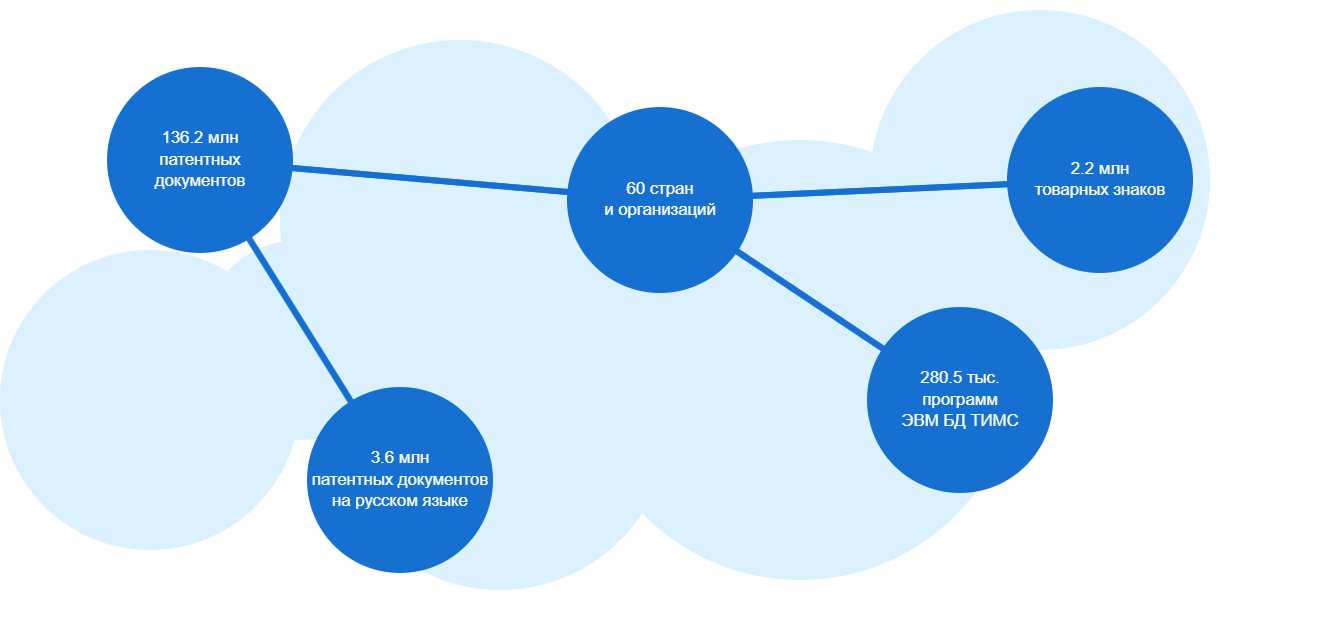 136.2 млн
патентных
документов
60 стран
и организаций
2.2 млн
товарных знаков
280.5 тыс.
программ
ЭВМ БД ТИМС
3.6 млн
патентных документов
на русском языке